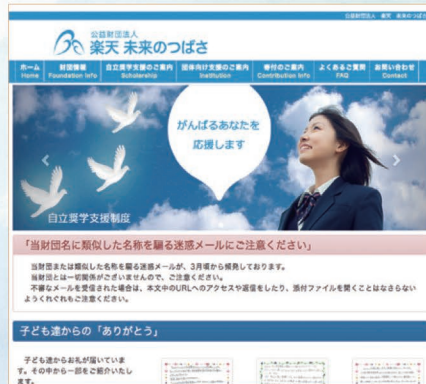 公益財団法人 楽天 未来のつばさ
公益財団法人
楽天 未来のつばさ
ホーム 財団情報 自立奨学支援のご案内 団体向け支援のご案内 寄付のご案内 よくあるご質問 お問い合わせ
Home Foundation Info Scholarship Institution Contribution Info FAQ Contact
がんばるあなたを
応援します
自立奨学支援制度
「当財団名に類似した名称を騙る迷惑メールにご注意ください」
当財団または類似した名称を騙る迷惑メールが、3月頃から頻発しております。
当財団とは一切関係がございませんので、ご注意ください。
不審なメールを受信された場合は、本文中のURLへのアクセスや返信をしたり、添付ファイルを開くことはなさらない
ようくれぐれもご注意ください。
子ども達からの「ありがとう」
子ども達からお礼が届いていま
す。その中から一部をご紹介いたし
ます。